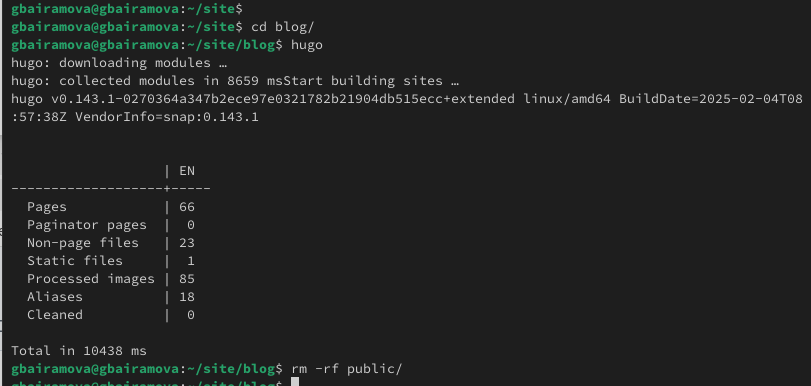 gbairamova@gbairamova:~/site$
gbairamova@gbairamova:~/site$ cd blog/
gbairamova@gbairamova:~/site/blog$ hugo
hugo: downloading modules …
hugo: collected modules in 8659 msStart building sites …
hugo v0.143.1-0270364a347b2ece97e0321782b21904db515ecc+extended linux/amd64 BuildDate=2025-02-04T08
:57:38Z VendorInfo=snap:0.143.1
                   | EN
-------------------+-----
  Pages            | 66
  Paginator pages  |  0
  Non-page files   | 23
  Static files     |  1
  Processed images | 85
  Aliases          | 18
  Cleaned          |  0
Total in 10438 ms
gbairamova@gbairamova:~/site/blog$ rm -rf public/
gbairamova@gbairamova:~/site/blog$